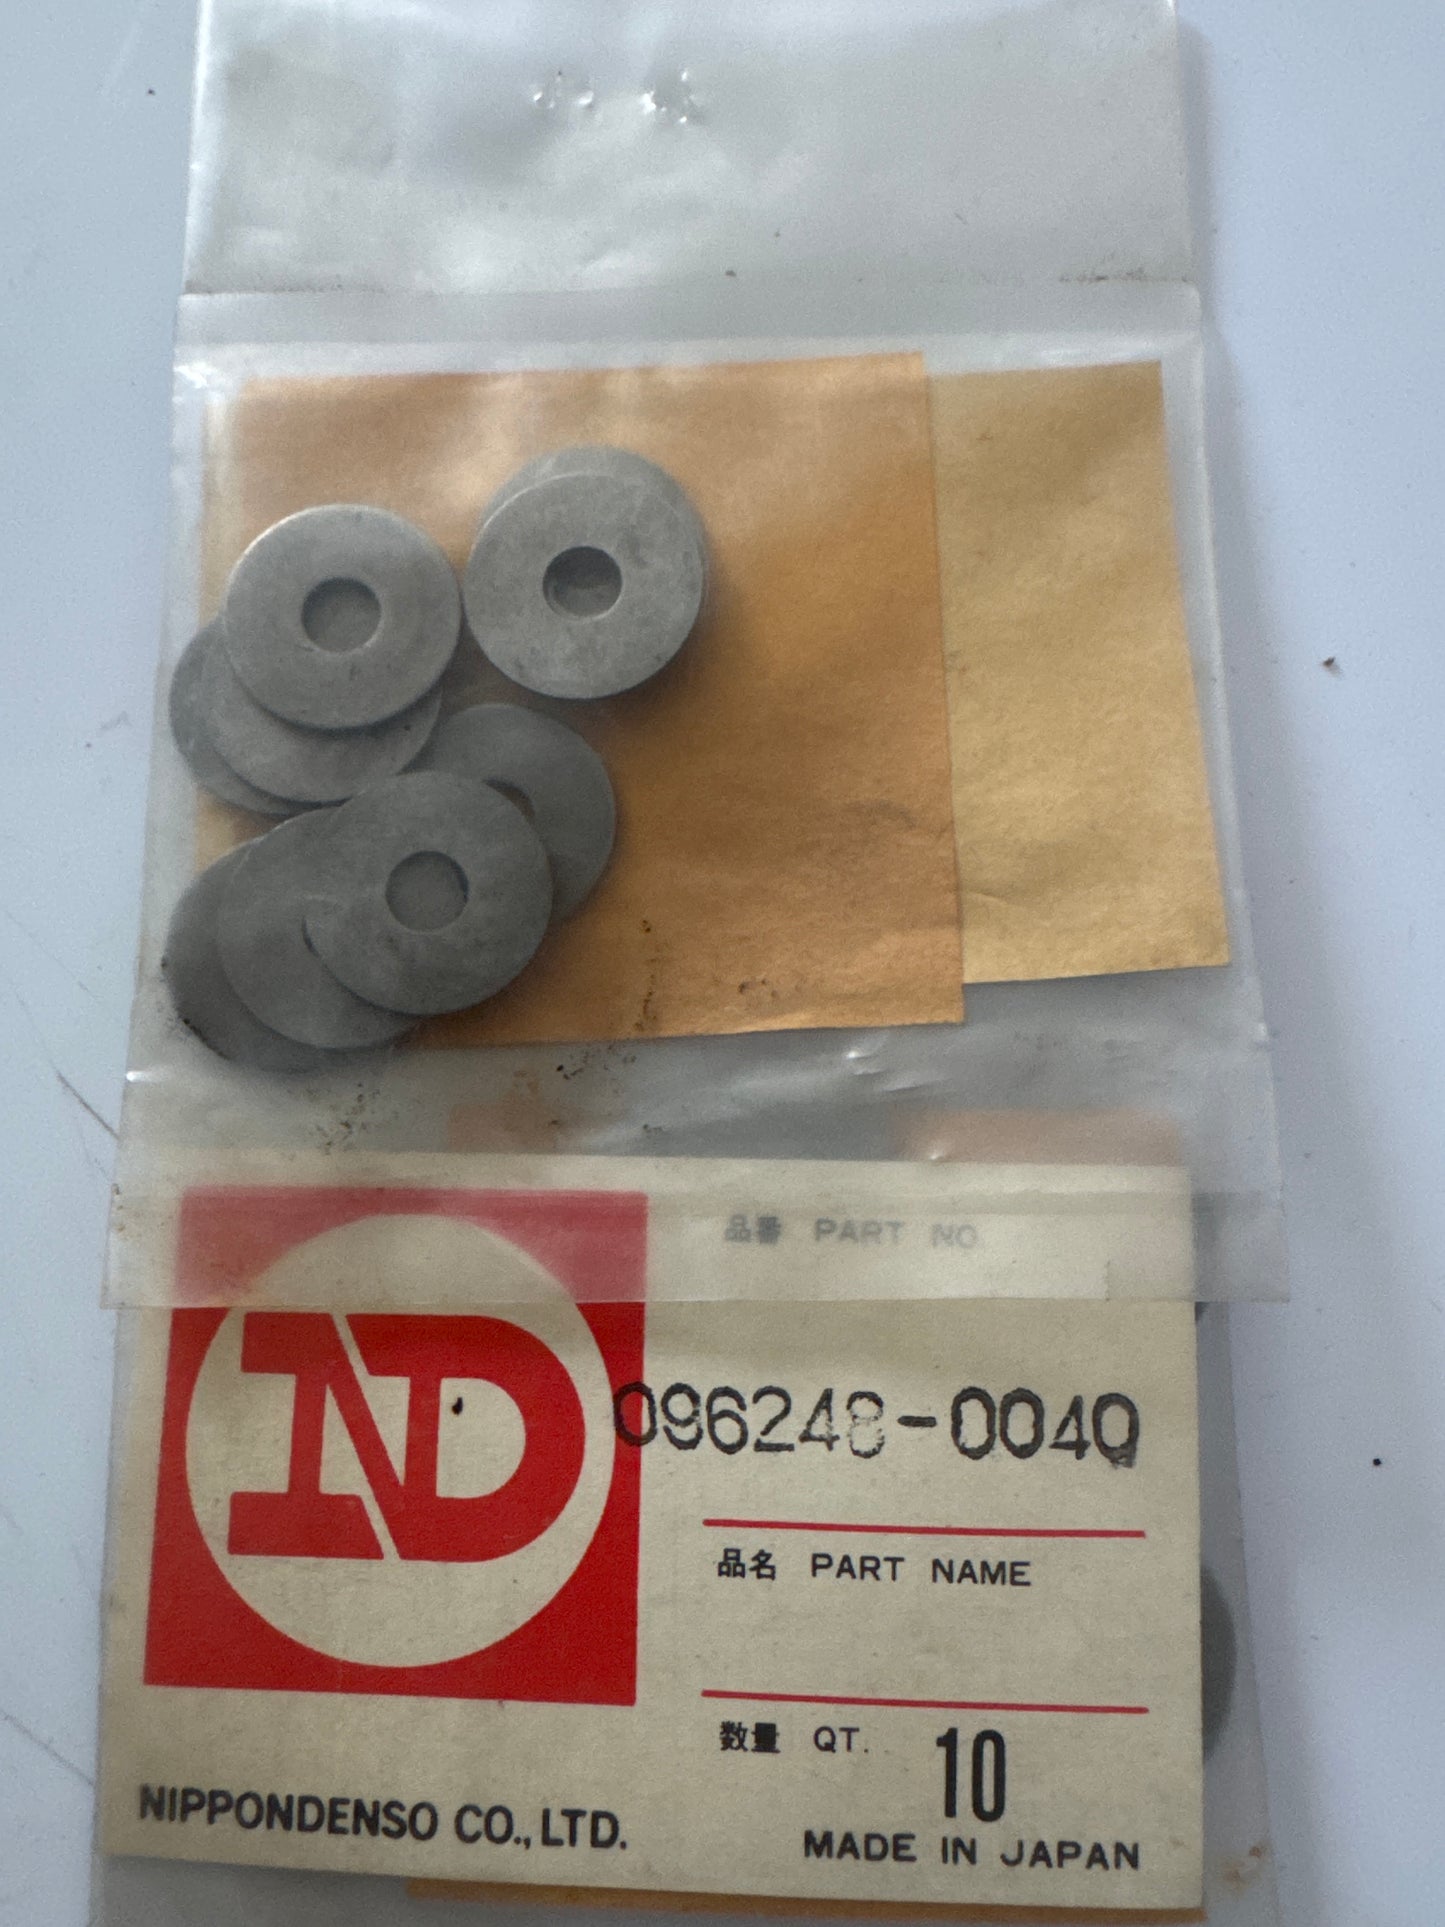 品番 PART NO
096248-0040
品名 PART NAME
数量 QT. 10
MADE IN JAPAN
ND
NIPPONDENSO CO., LTD.